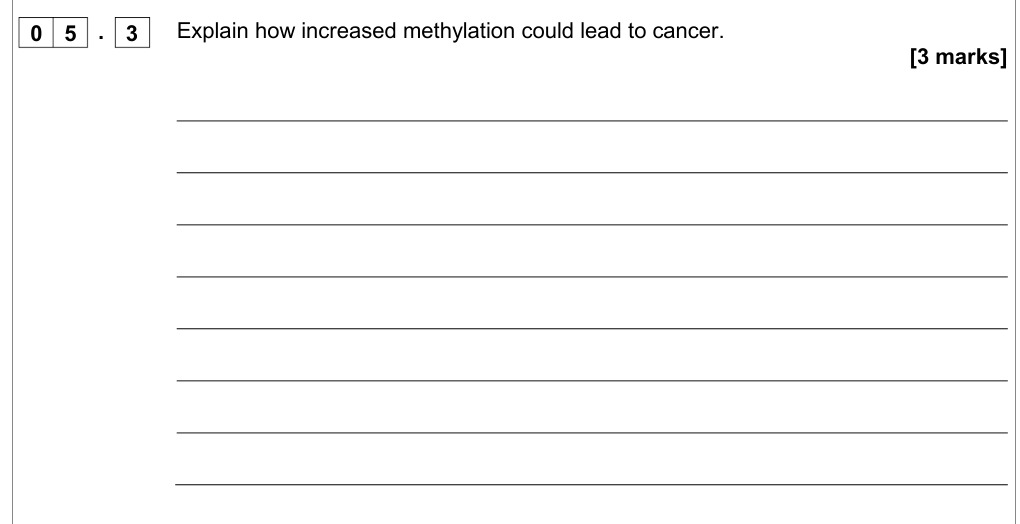 0 5 . 3 Explain how increased methylation could lead to cancer.
[3 marks]